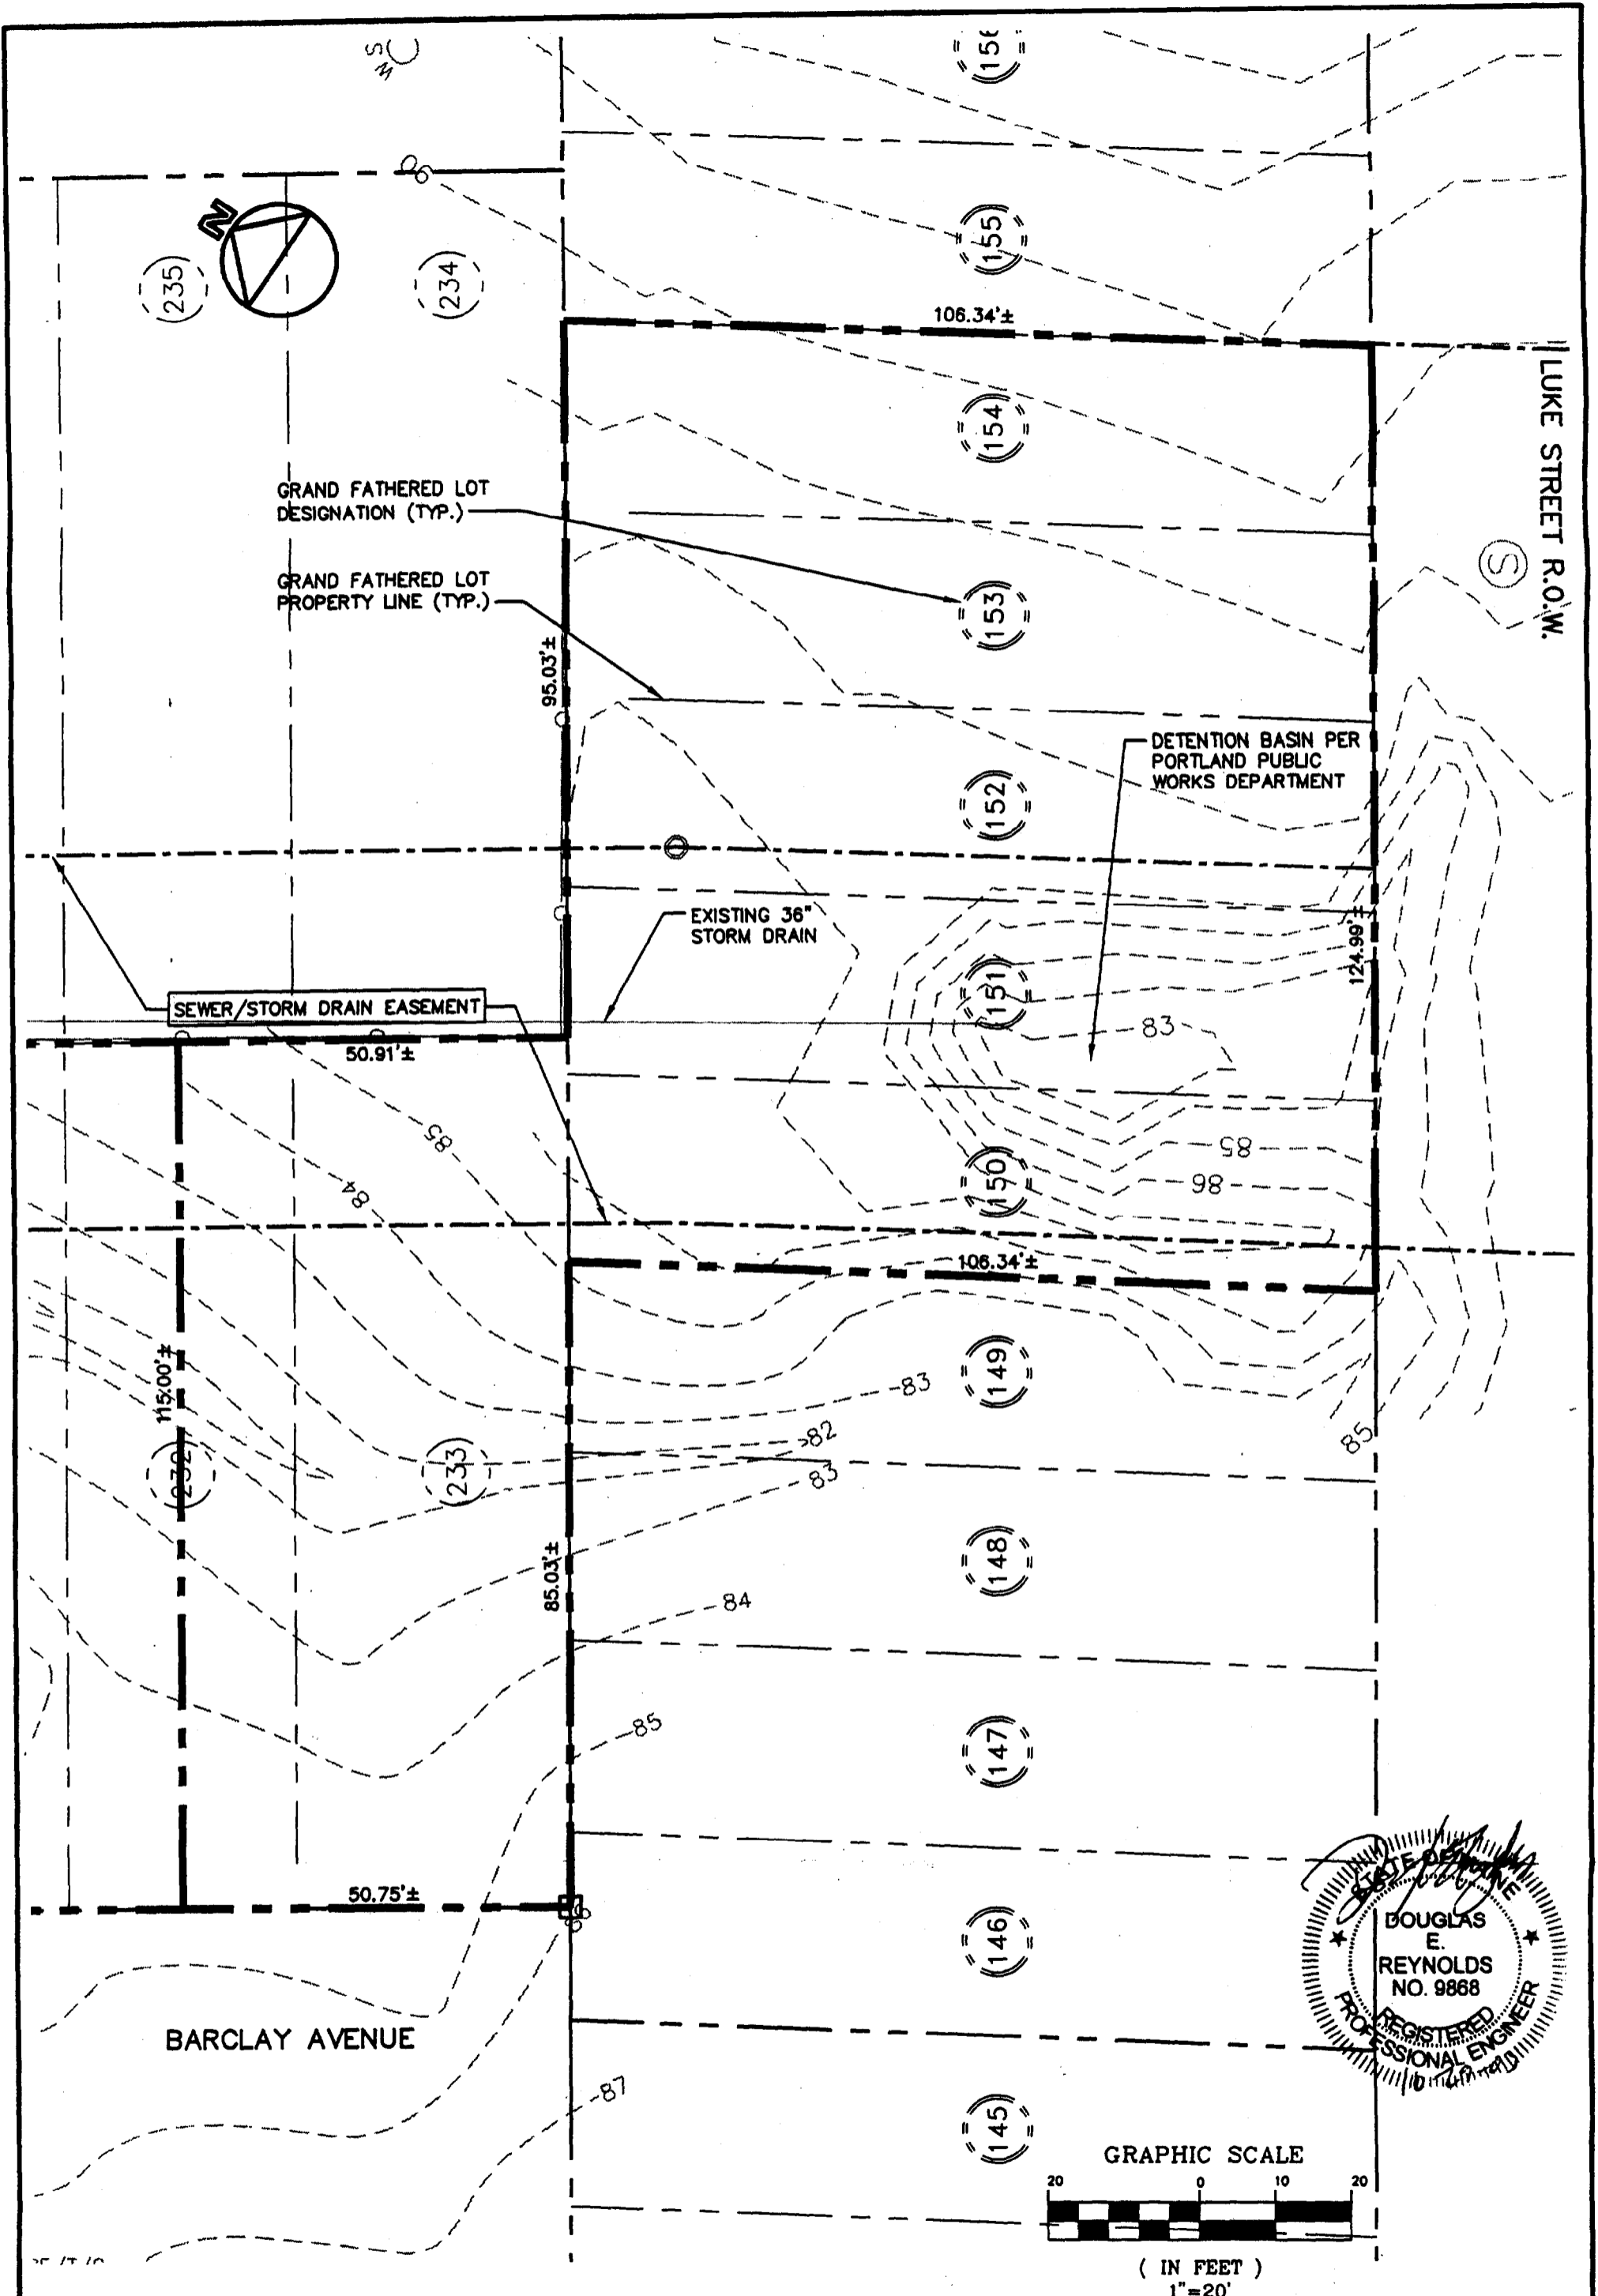 (156
(155)
106.34'±
(235)
(234)
N
LUKE STREET R.O.W.
(154)
GRAND FATHERED LOT
DESIGNATION (TYP.)
S
GRAND FATHERED LOT
PROPERTY LINE (TYP.)
(153)
95.03'±
DETENTION BASIN PER
PORTLAND PUBLIC
WORKS DEPARTMENT
(152)
EXISTING 36"
STORM DRAIN
124.99'±
SEWER/STORM DRAIN EASEMENT
(151)
83
50.91'±
85
84
85
86
(150)
106.34'±
115.00'±
(149)
83
82
83
85
(232)
(233)
85.03'±
(148)
84
85
(147)
50.75'±
(146)
STATE OF MAINE
DOUGLAS
E.
REYNOLDS
NO. 9868
REGISTERED
PROFESSIONAL ENGINEER
BARCLAY AVENUE
87
(145)
GRAPHIC SCALE
20 0 10 20
( IN FEET )
1"=20'